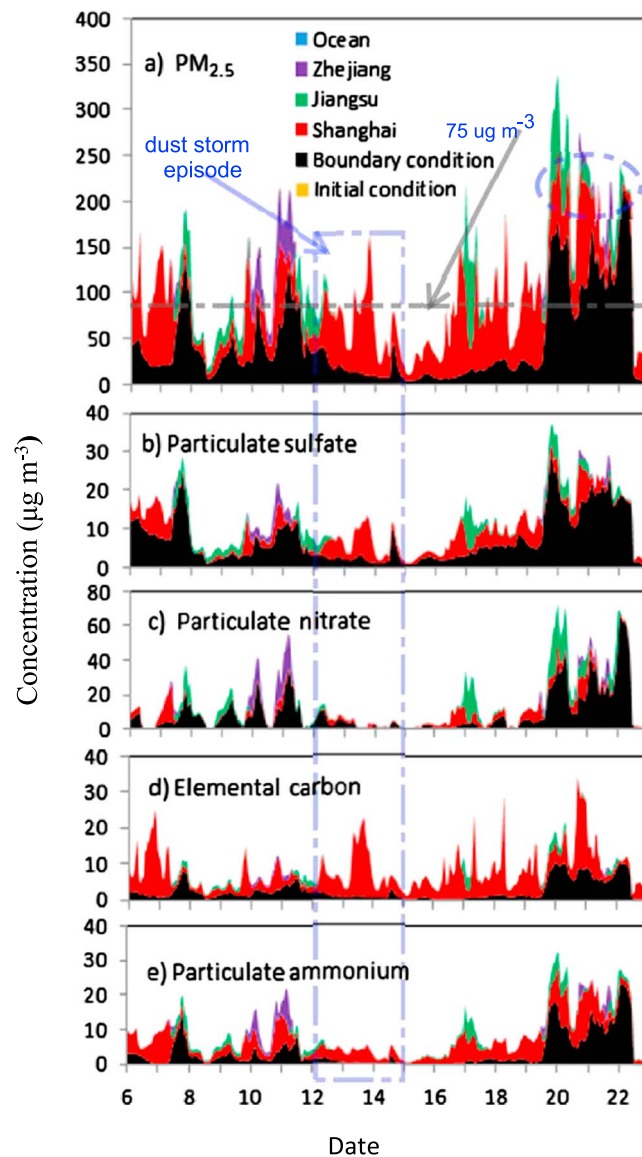 400
350
300
250
200
150
100
50
0
a) PM2.5
Ocean
Zhejiang
Jiangsu
Shanghai
Boundary condition
Initial condition
dust storm
episode
75 ug m-3
40
30
20
10
0
b) Particulate sulfate
80
60
40
20
0
c) Particulate nitrate
40
30
20
10
0
d) Elemental carbon
40
30
20
10
0
e) Particulate ammonium
6 8 10 12 14 16 18 20 22
Date
Concentration (µg m-3)